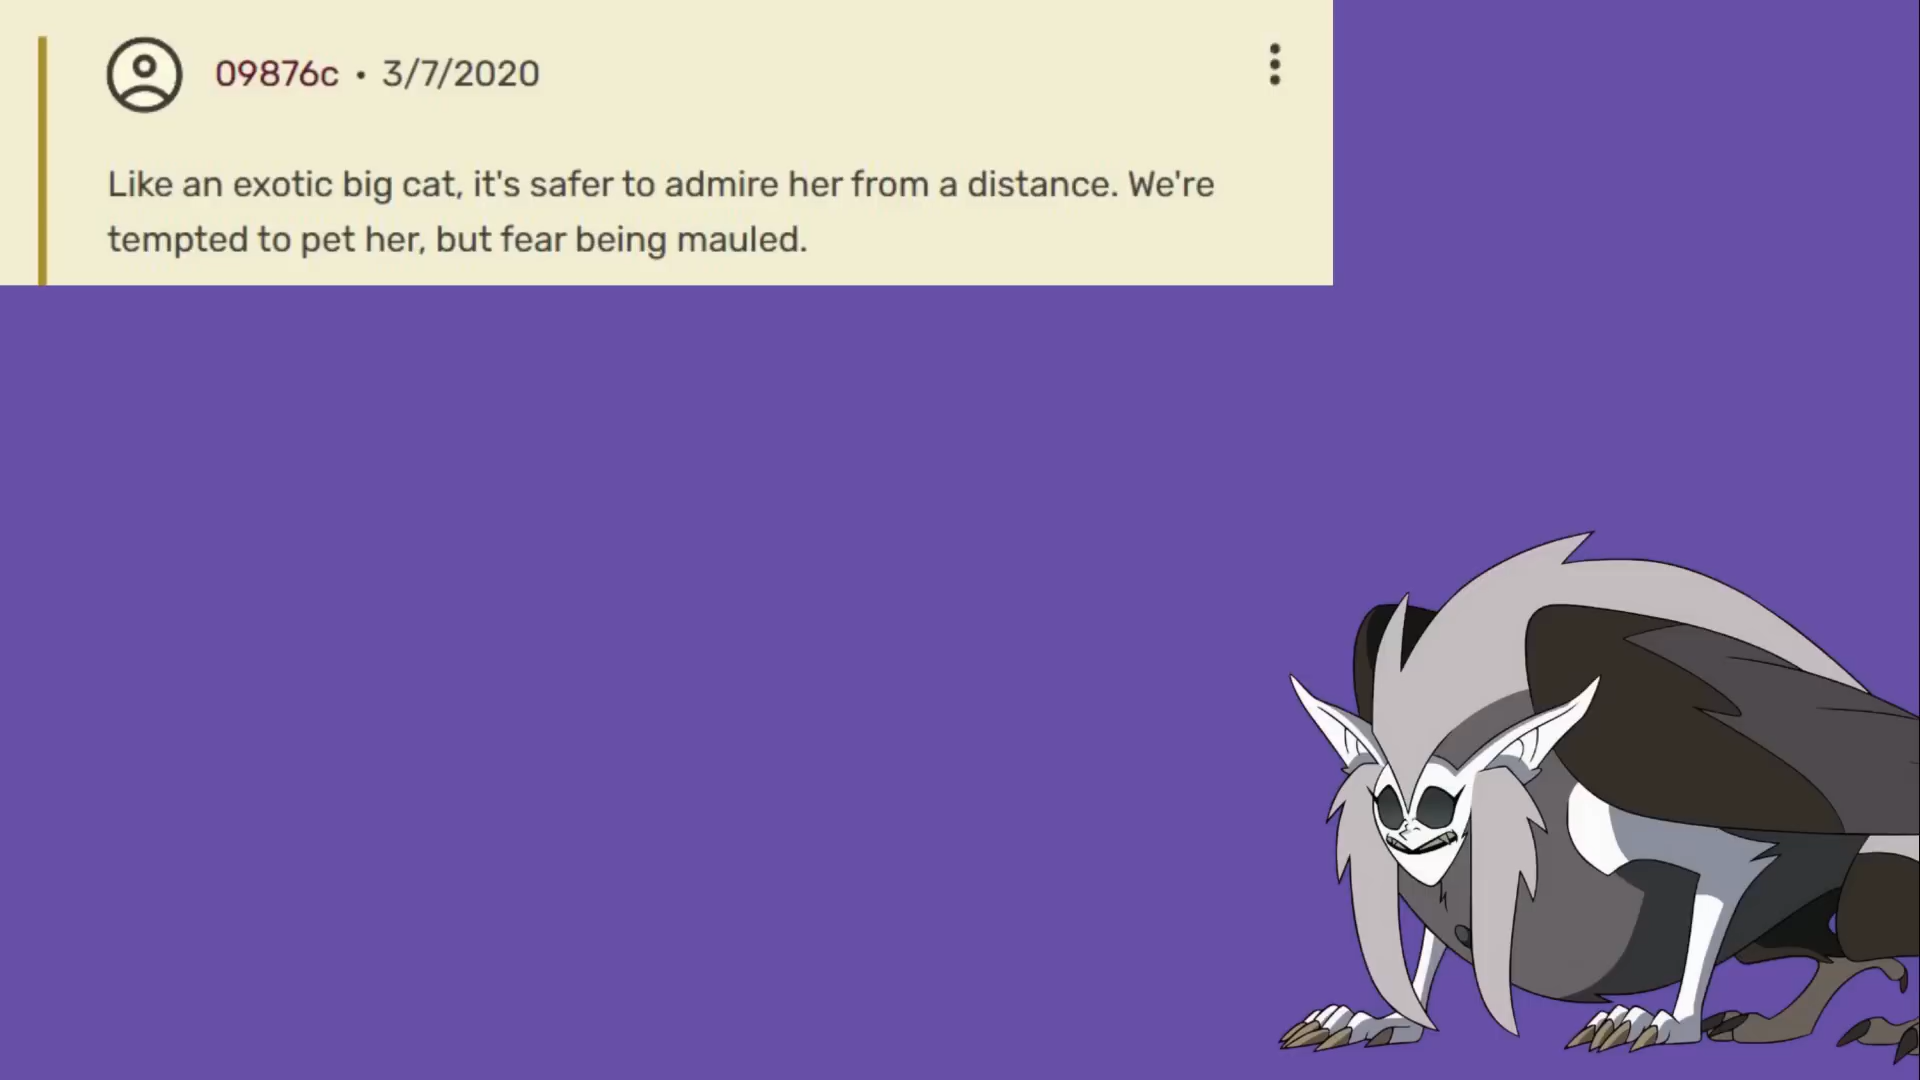 09876c • 3/7/2020
Like an exotic big cat, it's safer to admire her from a distance. We're
tempted to pet her, but fear being mauled.